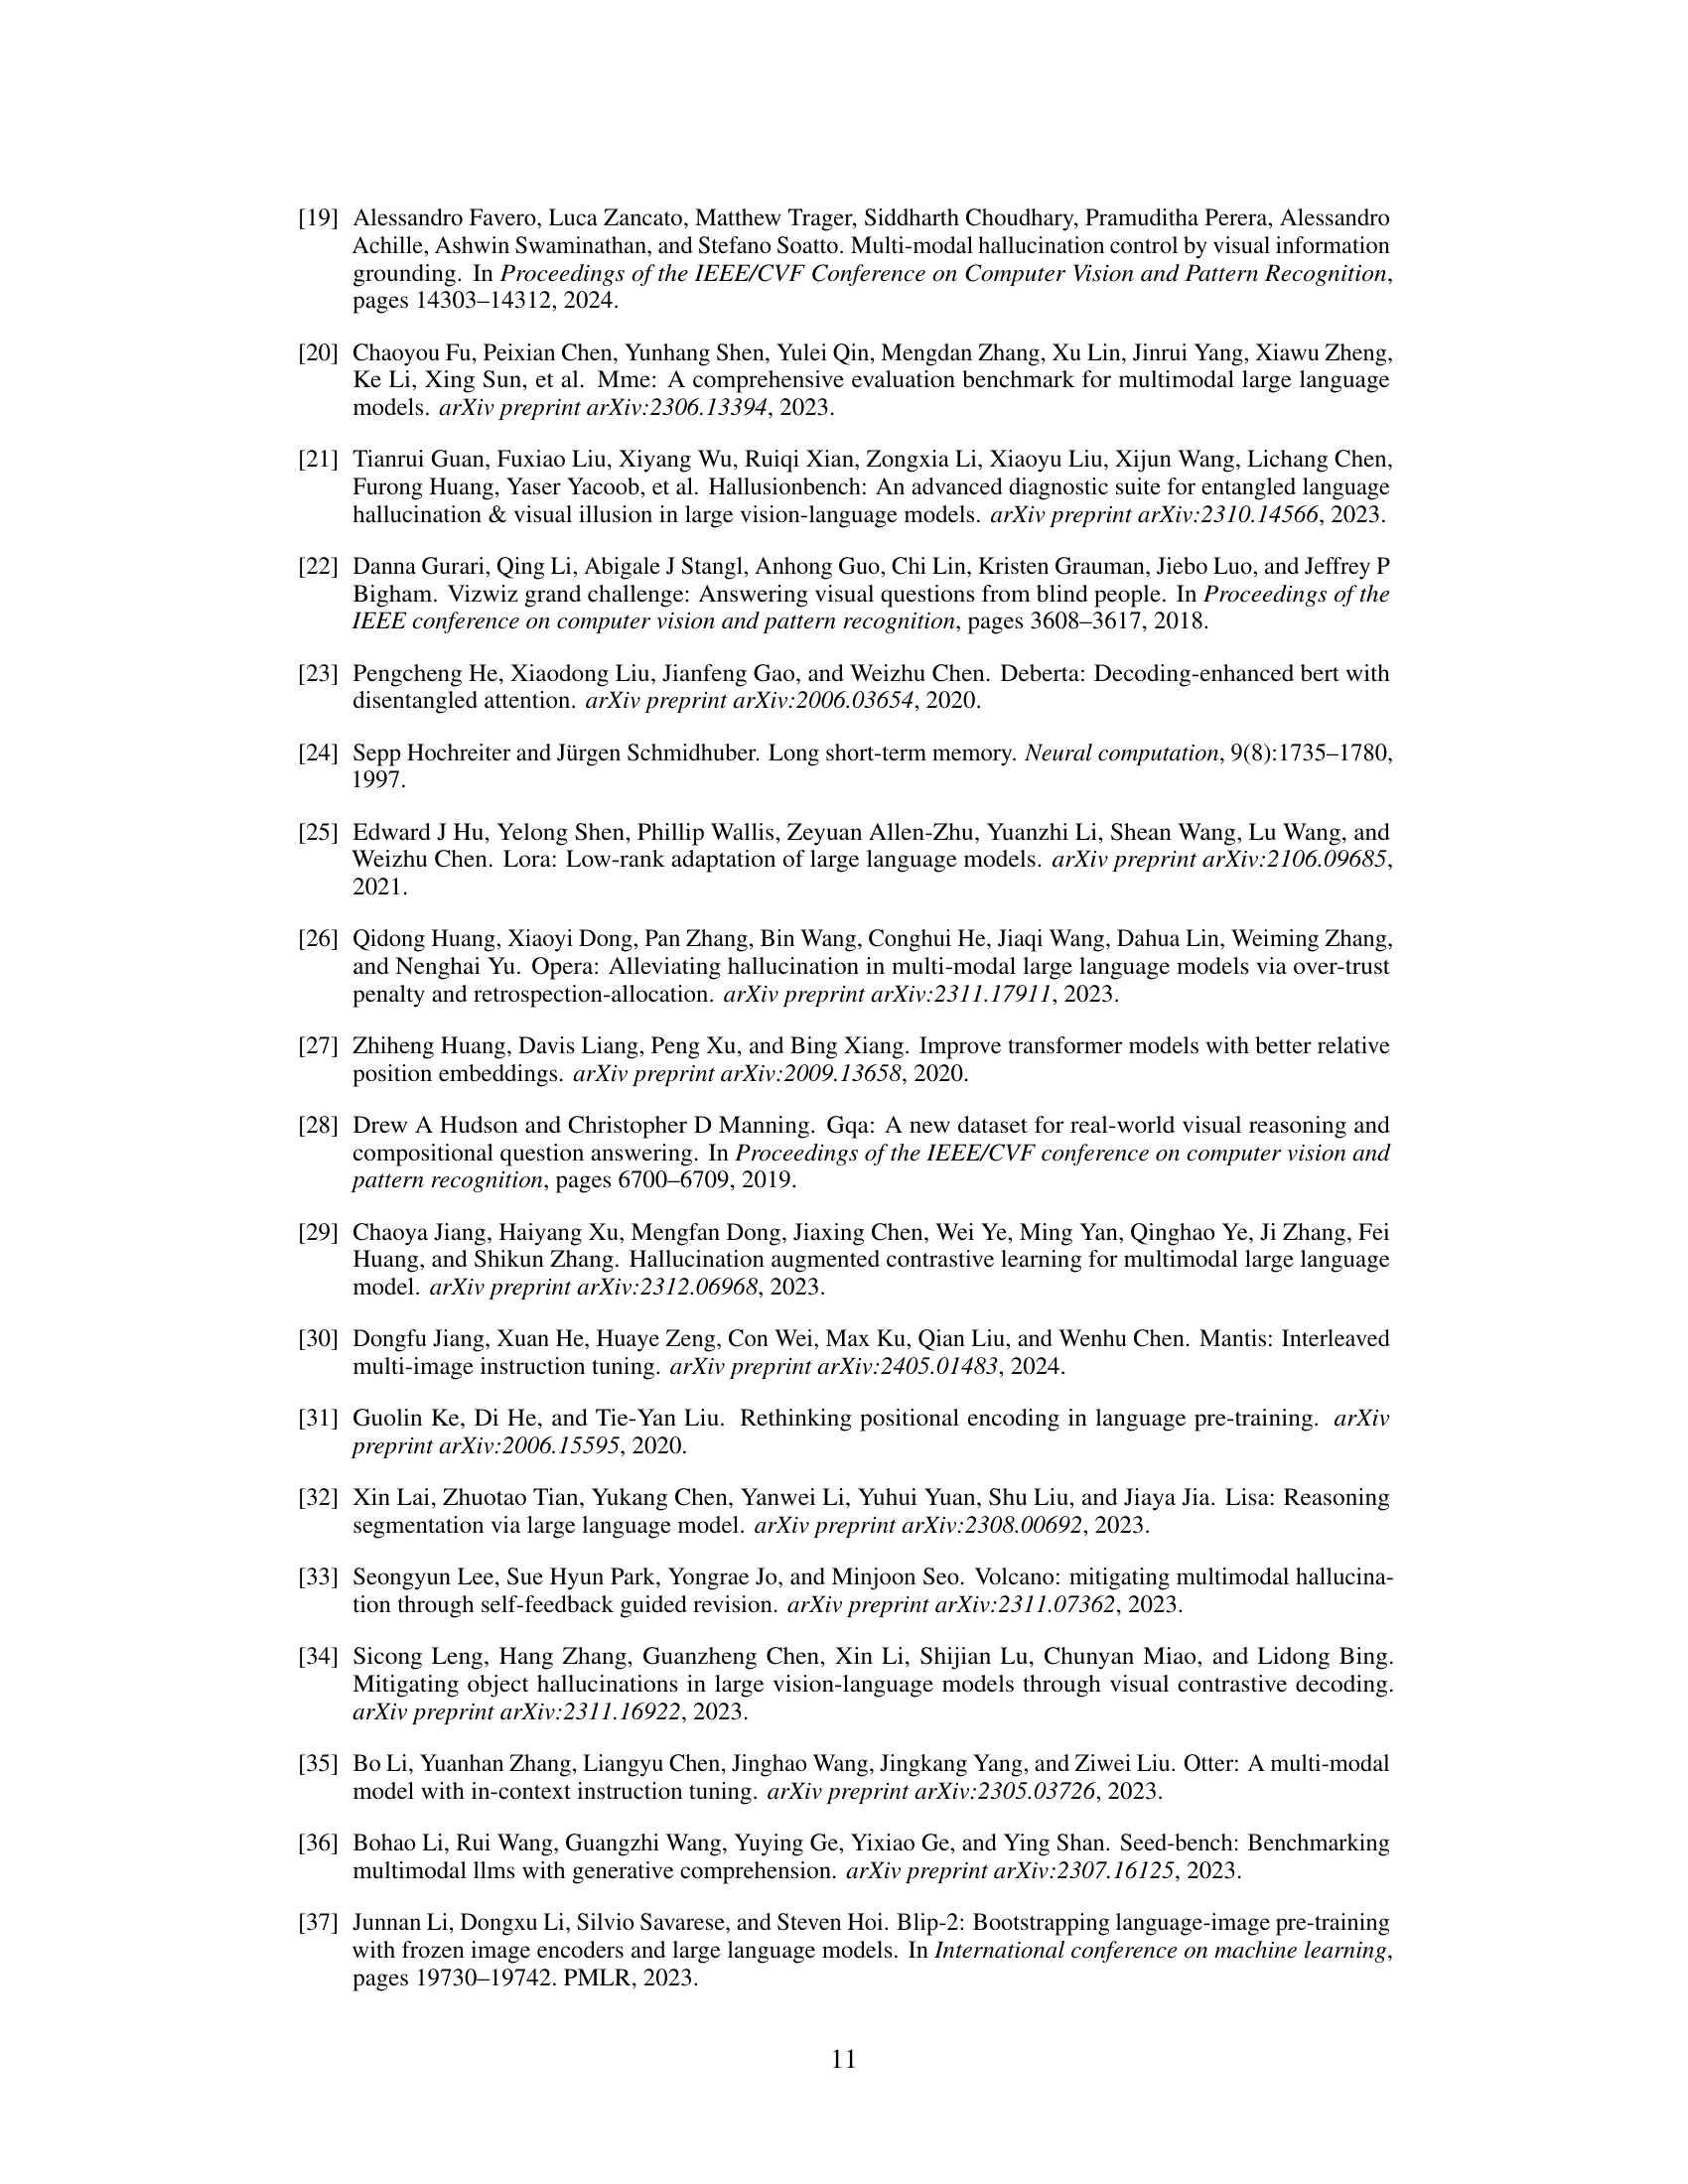 [19] Alessandro Favero, Luca Zancato, Matthew Trager, Siddharth Choudhary, Pramuditha Perera, Alessandro
Achille, Ashwin Swaminathan, and Stefano Soatto. Multi-modal hallucination control by visual information
grounding. In Proceedings of the IEEE/CVF Conference on Computer Vision and Pattern Recognition,
pages 14303–14312, 2024.
[20] Chaoyou Fu, Peixian Chen, Yunhang Shen, Yulei Qin, Mengdan Zhang, Xu Lin, Jinrui Yang, Xiawu Zheng,
Ke Li, Xing Sun, et al. Mme: A comprehensive evaluation benchmark for multimodal large language
models. arXiv preprint arXiv:2306.13394, 2023.
[21] Tianrui Guan, Fuxiao Liu, Xiyang Wu, Ruiqi Xian, Zongxia Li, Xiaoyu Liu, Xijun Wang, Lichang Chen,
Furong Huang, Yaser Yacoob, et al. Hallusionbench: An advanced diagnostic suite for entangled language
hallucination & visual illusion in large vision-language models. arXiv preprint arXiv:2310.14566, 2023.
[22] Danna Gurari, Qing Li, Abigale J Stangl, Anhong Guo, Chi Lin, Kristen Grauman, Jiebo Luo, and Jeffrey P
Bigham. Vizwiz grand challenge: Answering visual questions from blind people. In Proceedings of the
IEEE conference on computer vision and pattern recognition, pages 3608–3617, 2018.
[23] Pengcheng He, Xiaodong Liu, Jianfeng Gao, and Weizhu Chen. Deberta: Decoding-enhanced bert with
disentangled attention. arXiv preprint arXiv:2006.03654, 2020.
[24] Sepp Hochreiter and Jürgen Schmidhuber. Long short-term memory. Neural computation, 9(8):1735–1780,
1997.
[25] Edward J Hu, Yelong Shen, Phillip Wallis, Zeyuan Allen-Zhu, Yuanzhi Li, Shean Wang, Lu Wang, and
Weizhu Chen. Lora: Low-rank adaptation of large language models. arXiv preprint arXiv:2106.09685,
2021.
[26] Qidong Huang, Xiaoyi Dong, Pan Zhang, Bin Wang, Conghui He, Jiaqi Wang, Dahua Lin, Weiming Zhang,
and Nenghai Yu. Opera: Alleviating hallucination in multi-modal large language models via over-trust
penalty and retrospection-allocation. arXiv preprint arXiv:2311.17911, 2023.
[27] Zhiheng Huang, Davis Liang, Peng Xu, and Bing Xiang. Improve transformer models with better relative
position embeddings. arXiv preprint arXiv:2009.13658, 2020.
[28] Drew A Hudson and Christopher D Manning. Gqa: A new dataset for real-world visual reasoning and
compositional question answering. In Proceedings of the IEEE/CVF conference on computer vision and
pattern recognition, pages 6700–6709, 2019.
[29] Chaoya Jiang, Haiyang Xu, Mengfan Dong, Jiaxing Chen, Wei Ye, Ming Yan, Qinghao Ye, Ji Zhang, Fei
Huang, and Shikun Zhang. Hallucination augmented contrastive learning for multimodal large language
model. arXiv preprint arXiv:2312.06968, 2023.
[30] Dongfu Jiang, Xuan He, Huaye Zeng, Con Wei, Max Ku, Qian Liu, and Wenhu Chen. Mantis: Interleaved
multi-image instruction tuning. arXiv preprint arXiv:2405.01483, 2024.
[31] Guolin Ke, Di He, and Tie-Yan Liu. Rethinking positional encoding in language pre-training. arXiv
preprint arXiv:2006.15595, 2020.
[32] Xin Lai, Zhuotao Tian, Yukang Chen, Yanwei Li, Yuhui Yuan, Shu Liu, and Jiaya Jia. Lisa: Reasoning
segmentation via large language model. arXiv preprint arXiv:2308.00692, 2023.
[33] Seongyun Lee, Sue Hyun Park, Yongrae Jo, and Minjoon Seo. Volcano: mitigating multimodal hallucina-
tion through self-feedback guided revision. arXiv preprint arXiv:2311.07362, 2023.
[34] Sicong Leng, Hang Zhang, Guanzheng Chen, Xin Li, Shijian Lu, Chunyan Miao, and Lidong Bing.
Mitigating object hallucinations in large vision-language models through visual contrastive decoding.
arXiv preprint arXiv:2311.16922, 2023.
[35] Bo Li, Yuanhan Zhang, Liangyu Chen, Jinghao Wang, Jingkang Yang, and Ziwei Liu. Otter: A multi-modal
model with in-context instruction tuning. arXiv preprint arXiv:2305.03726, 2023.
[36] Bohao Li, Rui Wang, Guangzhi Wang, Yuying Ge, Yixiao Ge, and Ying Shan. Seed-bench: Benchmarking
multimodal llms with generative comprehension. arXiv preprint arXiv:2307.16125, 2023.
[37] Junnan Li, Dongxu Li, Silvio Savarese, and Steven Hoi. Blip-2: Bootstrapping language-image pre-training
with frozen image encoders and large language models. In International conference on machine learning,
pages 19730–19742. PMLR, 2023.
11